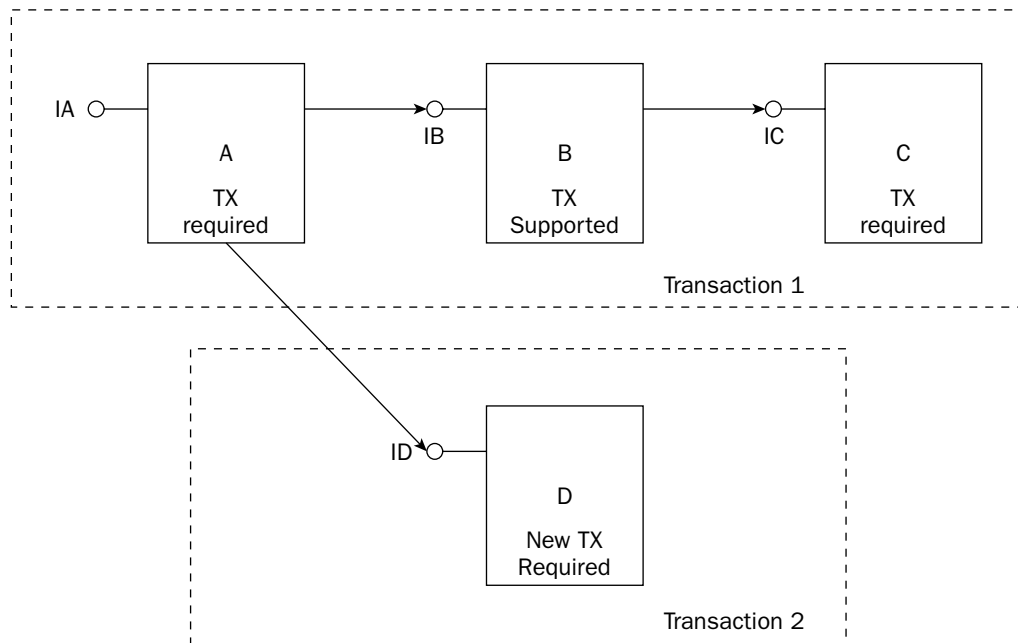 IA
A
TX
required
IB
B
TX
Supported
IC
C
TX
required
Transaction 1
ID
D
New TX
Required
Transaction 2